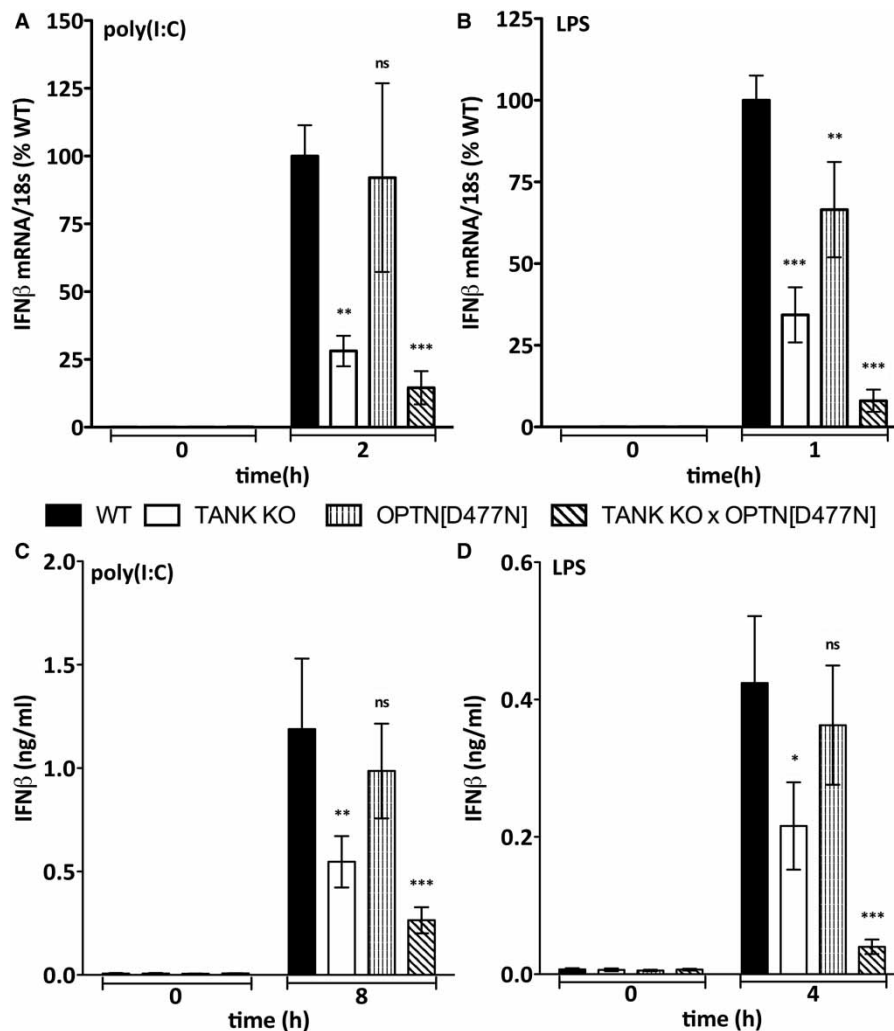 A
poly(I:C)
IFNβ mRNA/18s (% WT)
150
125
100
75
50
25
0
ns
**
***
0
2
time(h)
B
LPS
IFNβ mRNA/18s (% WT)
125
100
75
50
25
0
**
***
***
0
1
time(h)
WT TANK KO OPTN[D477N] TANK KO x OPTN[D477N]
C
poly(I:C)
IFNβ (ng/ml)
2.0
1.5
1.0
0.5
0.0
ns
**
***
0
8
time (h)
D
LPS
IFNβ (ng/ml)
0.6
0.4
0.2
0.0
ns
*
***
0
4
time (h)